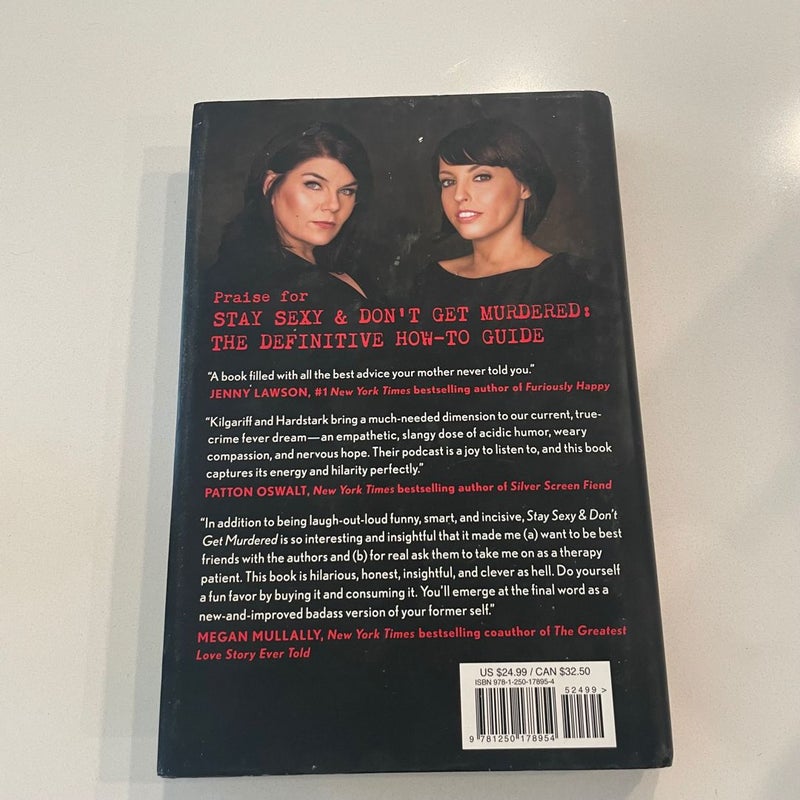 Praise for
STAY SEXY & DON'T GET MURDERED:
THE DEFINITIVE HOW-TO GUIDE
“A book filled with all the best advice your mother never told you.”
JENNY LAWSON, #1 New York Times bestselling author of Furiously Happy
“Kilgariff and Hardstark bring a much-needed dimension to our current, true-
crime fever dream—an empathetic, slangy dose of acidic humor, weary
compassion, and nervous hope. Their podcast is a joy to listen to, and this book
captures its energy and hilarity perfectly.”
PATTON OSWALT, New York Times bestselling author of Silver Screen Fiend
“In addition to being laugh-out-loud funny, smart, and incisive, Stay Sexy & Don’t
Get Murdered is so interesting and insightful that it made me (a) want to be best
friends with the authors and (b) for real ask them to take me on as a therapy
patient. This book is hilarious, honest, insightful, and clever as hell. Do yourself
a fun favor by buying it and consuming it. You’ll emerge at the final word as a
new-and-improved badass version of your former self.”
MEGAN MULLALLY, New York Times bestselling coauthor of The Greatest
Love Story Ever Told
US $24.99 / CAN $32.50
ISBN 978-1-250-17895-4
52499 >
9 781250 178954